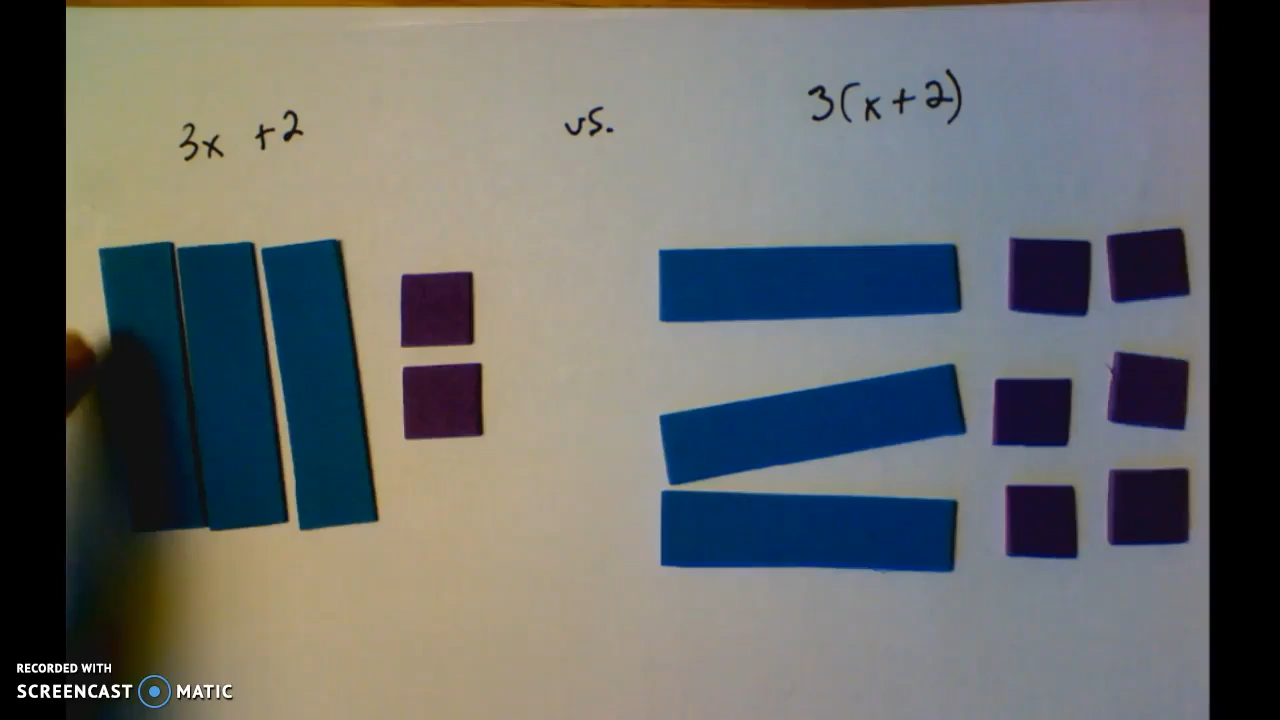 3x +2 vs. 3(x+2)
RECORDED WITH
SCREENCAST MATIC